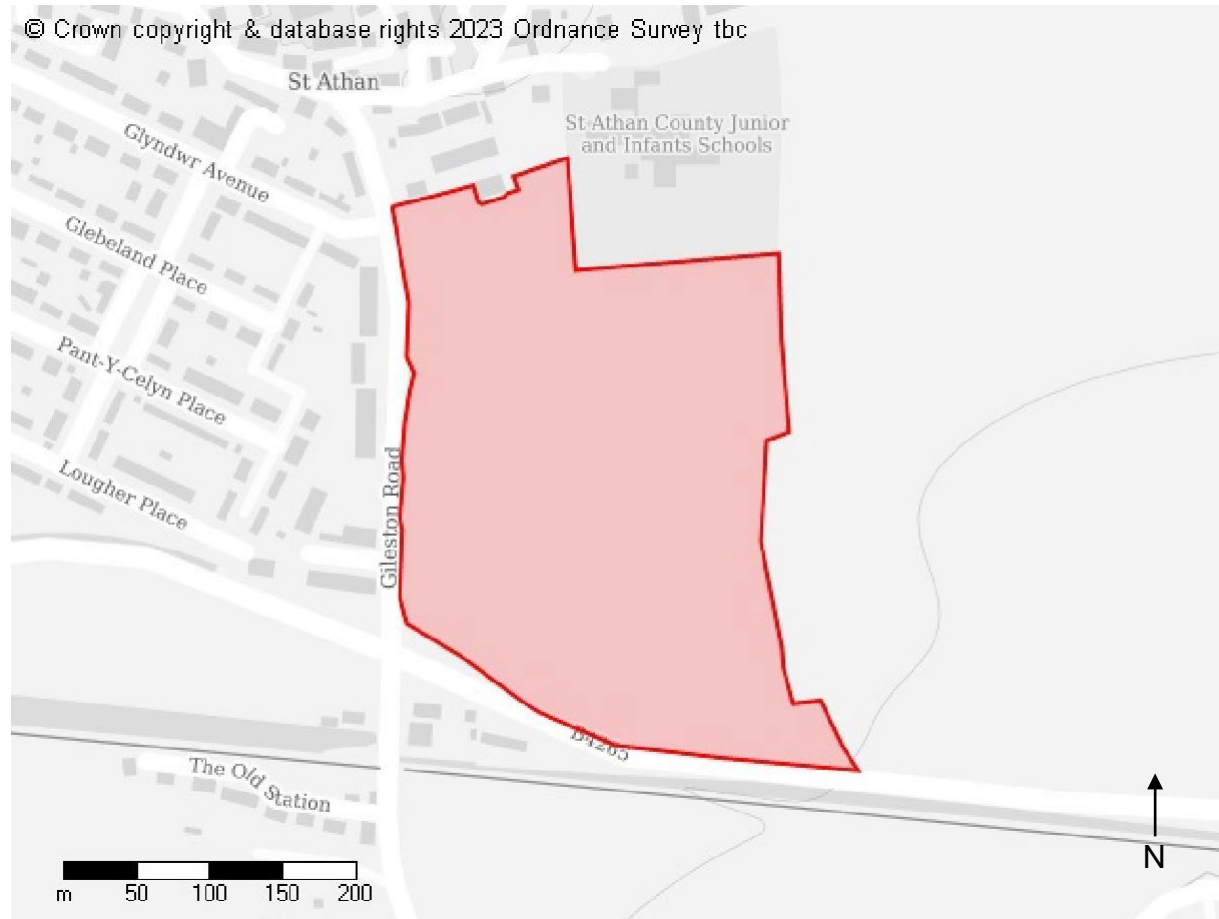 © Crown copyright & database rights 2023 Ordnance Survey tbc
St Athan
St Athan County Junior
and Infants Schools
Glyndwr Avenue
Glebeland Place
Pant-Y-Celyn Place
Lougher Place
Gileston Road
B4265
The Old Station
m 50 100 150 200
N